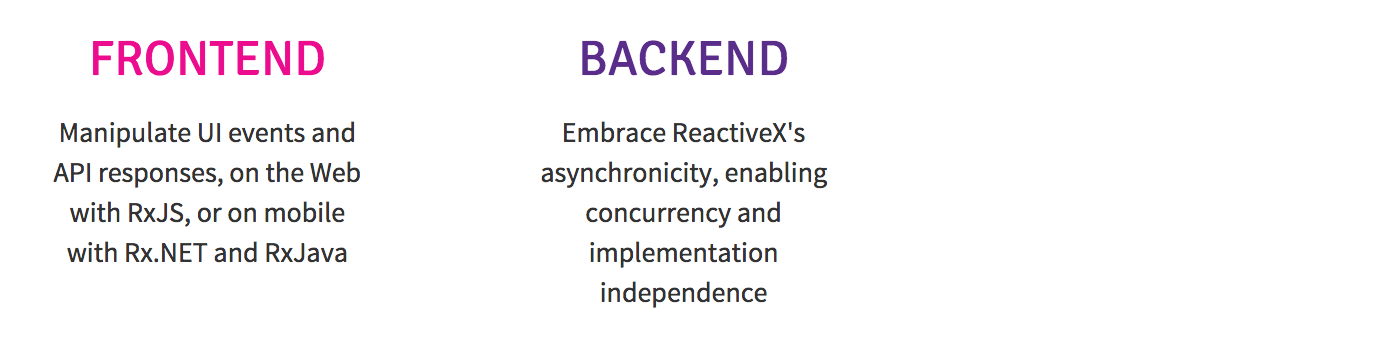 FRONTEND
Manipulate UI events and
API responses, on the Web
with RxJS, or on mobile
with Rx.NET and RxJava
BACKEND
Embrace ReactiveX's
asynchronicity, enabling
concurrency and
implementation
independence